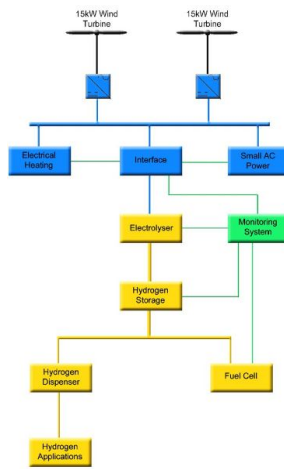 15kW Wind
Turbine
15kW Wind
Turbine
Electrical
Heating
Interface
Small AC
Power
Electrolyser
Monitoring
System
Hydrogen
Storage
Hydrogen
Dispenser
Fuel Cell
Hydrogen
Applications